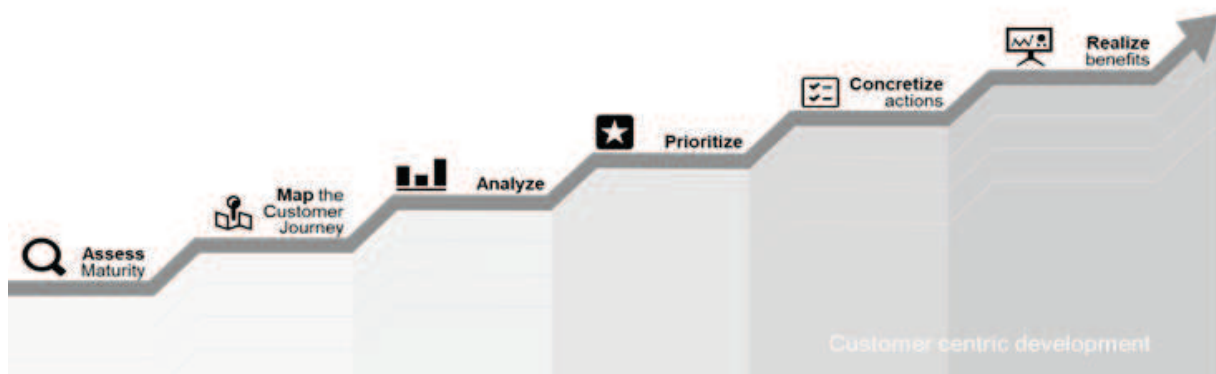 Assess
Maturity
Map the
Customer
Journey
Analyze
Prioritize
Concretize
actions
Realize
benefits
Customer centric development